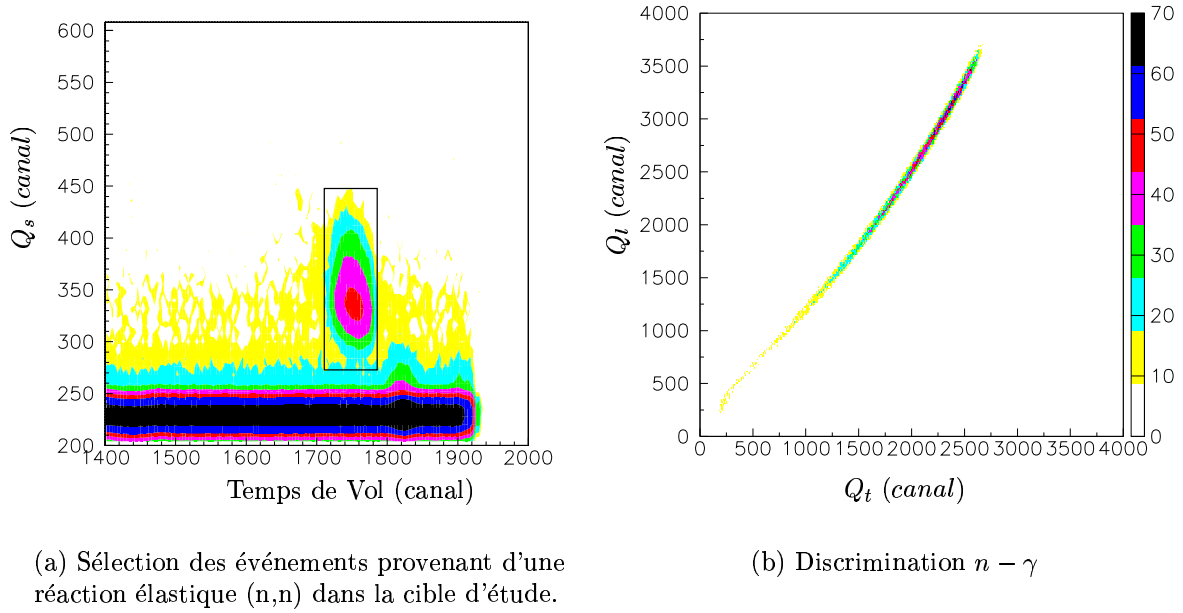 600
550
500
450
400
350
300
250
200
1400 1500 1600 1700 1800 1900 2000
Q_s (canal)
Temps de Vol (canal)
(a) Sélection des événements provenant d'une
réaction élastique (n,n) dans la cible d'étude.
4000
3500
3000
2500
2000
1500
1000
500
0
0 500 1000 1500 2000 2500 3000 3500 4000
Q_l (canal)
Q_t (canal)
70
60
50
40
30
20
10
0
(b) Discrimination n − γ